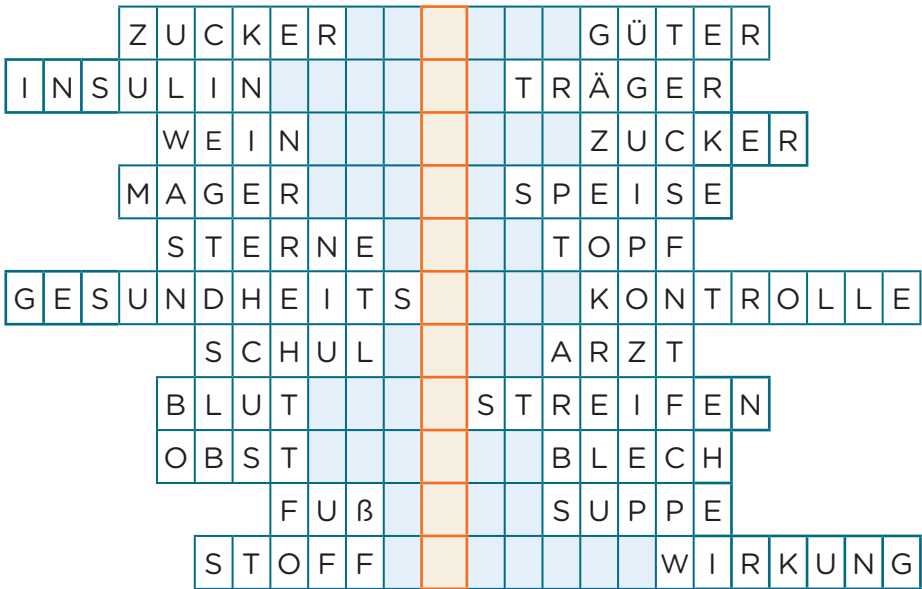 ZUCKER GÜTER
INSULIN TRÄGER
WEIN ZUCKER
MAGER SPEISE
STERNE TOPF
GESUNDHEITS KONTROLLE
SCHUL ARZT
BLUT STREIFEN
OBST BLECH
FUß SUPPE
STOFF WIRKUNG